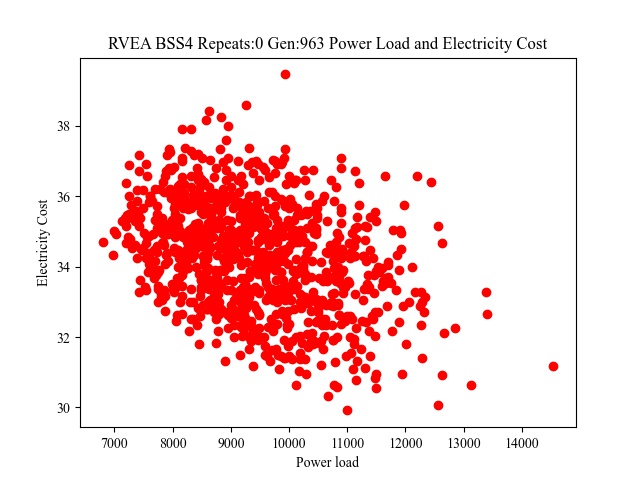 RVEA BSS4 Repeats:0 Gen:963 Power Load and Electricity Cost
38
36
34
32
30
Electricity Cost
7000 8000 9000 10000 11000 12000 13000 14000
Power load